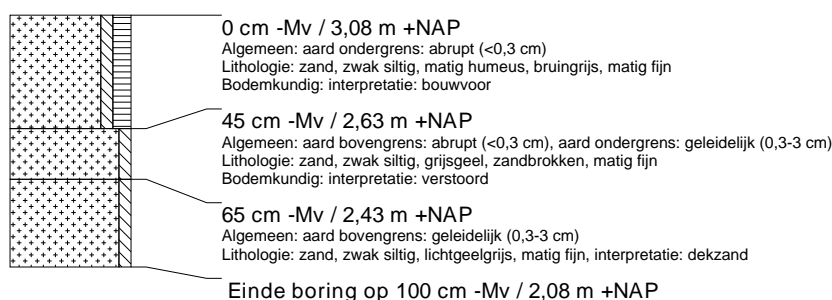 0 cm -Mv / 3,08 m +NAP
Algemeen: aard ondergrens: abrupt (<0,3 cm)
Lithologie: zand, zwak siltig, matig humeus, bruingrijs, matig fijn
Bodemkundig: interpretatie: bouwvoor
45 cm -Mv / 2,63 m +NAP
Algemeen: aard bovengrens: abrupt (<0,3 cm), aard ondergrens: geleidelijk (0,3-3 cm)
Lithologie: zand, zwak siltig, grijsgeel, zandbrokken, matig fijn
Bodemkundig: interpretatie: verstoord
65 cm -Mv / 2,43 m +NAP
Algemeen: aard bovengrens: geleidelijk (0,3-3 cm)
Lithologie: zand, zwak siltig, lichtgeelgrijs, matig fijn, interpretatie: dekzand
Einde boring op 100 cm -Mv / 2,08 m +NAP